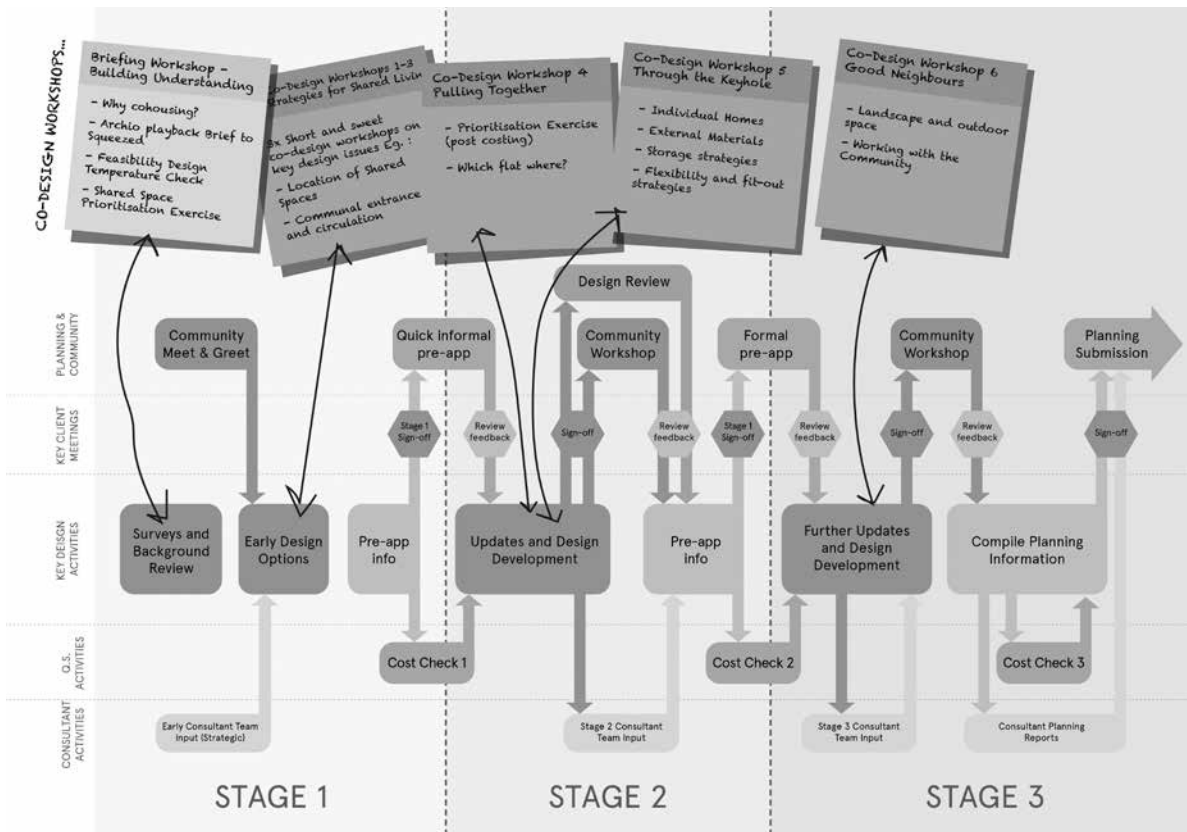 CO-DESIGN WORKSHOPS...
Briefing Workshop -
Building Understanding
- Why cohousing?
- Archio playback Brief to
Squeezed
- Feasibility Design
Temperature Check
- Shared Space
Prioritisation Exercise
Co-Design Workshops 1-3
Strategies for Shared Livin
3x Short and sweet
co-design workshops on
key design issues Eg. :
- Location of Shared
Spaces
- Communal entrance
and circulation
Co-Design Workshop 4
Pulling Together
- Prioritisation Exercise
(post costing)
- Which flat where?
Co-Design Workshop 5
Through the Keyhole
- Individual Homes
- External Materials
- Storage strategies
- Flexibility and fit-out
strategies
Co-Design Workshop 6
Good Neighbours
- Landscape and outdoor
space
- Working with the
Community
PLANNING &
COMMUNITY
Community
Meet & Greet
Quick informal
pre-app
Design Review
Community
Workshop
Formal
pre-app
Community
Workshop
Planning
Submission
KEY CLIENT
MEETINGS
Stage 1
Sign-off
Review
feedback
Sign-off
Review
feedback
Stage 1
Sign-off
Review
feedback
Sign-off
Review
feedback
Sign-off
KEY DEISGN
ACTIVITIES
Surveys and
Background
Review
Early Design
Options
Pre-app
info
Updates and Design
Development
Pre-app
info
Further Updates
and Design
Development
Compile Planning
Information
Q.S.
ACTIVITIES
Cost Check 1
Cost Check 2
Cost Check 3
CONSULTANT
ACTIVITIES
Early Consultant Team
Input (Strategic)
Stage 2 Consultant
Team Input
Stage 3 Consultant
Team Input
Consultant Planning
Reports
STAGE 1
STAGE 2
STAGE 3